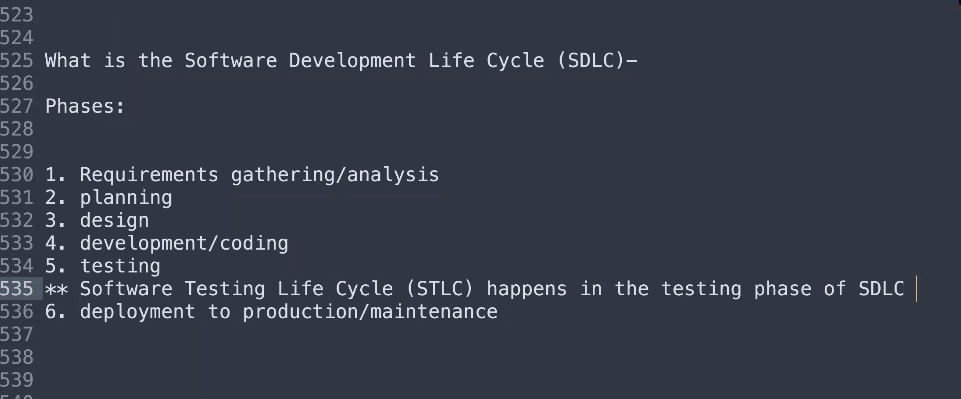 523
524
525 What is the Software Development Life Cycle (SDLC)-
526
527 Phases:
528
529
530 1. Requirements gathering/analysis
531 2. planning
532 3. design
533 4. development/coding
534 5. testing
535 ** Software Testing Life Cycle (STLC) happens in the testing phase of SDLC
536 6. deployment to production/maintenance
537
538
539